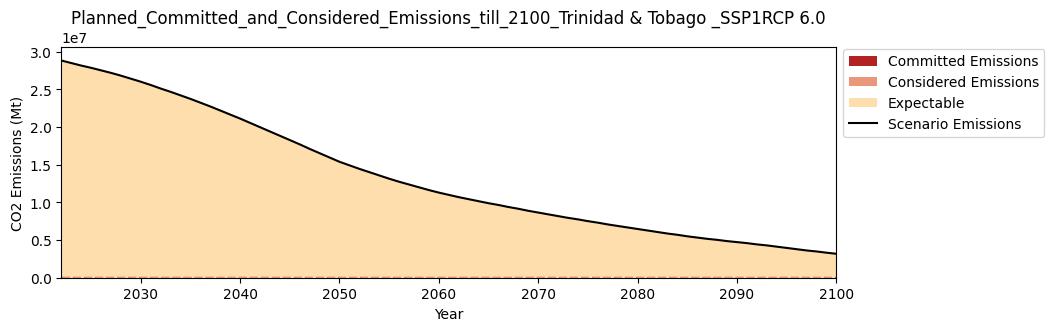 Planned_Committed_and_Considered_Emissions_till_2100_Trinidad & Tobago _SSP1RCP 6.0
1e7
3.0
2.5
2.0
1.5
1.0
0.5
0.0
CO2 Emissions (Mt)
2030 2040 2050 2060 2070 2080 2090 2100
Year
Committed Emissions
Considered Emissions
Expectable
Scenario Emissions